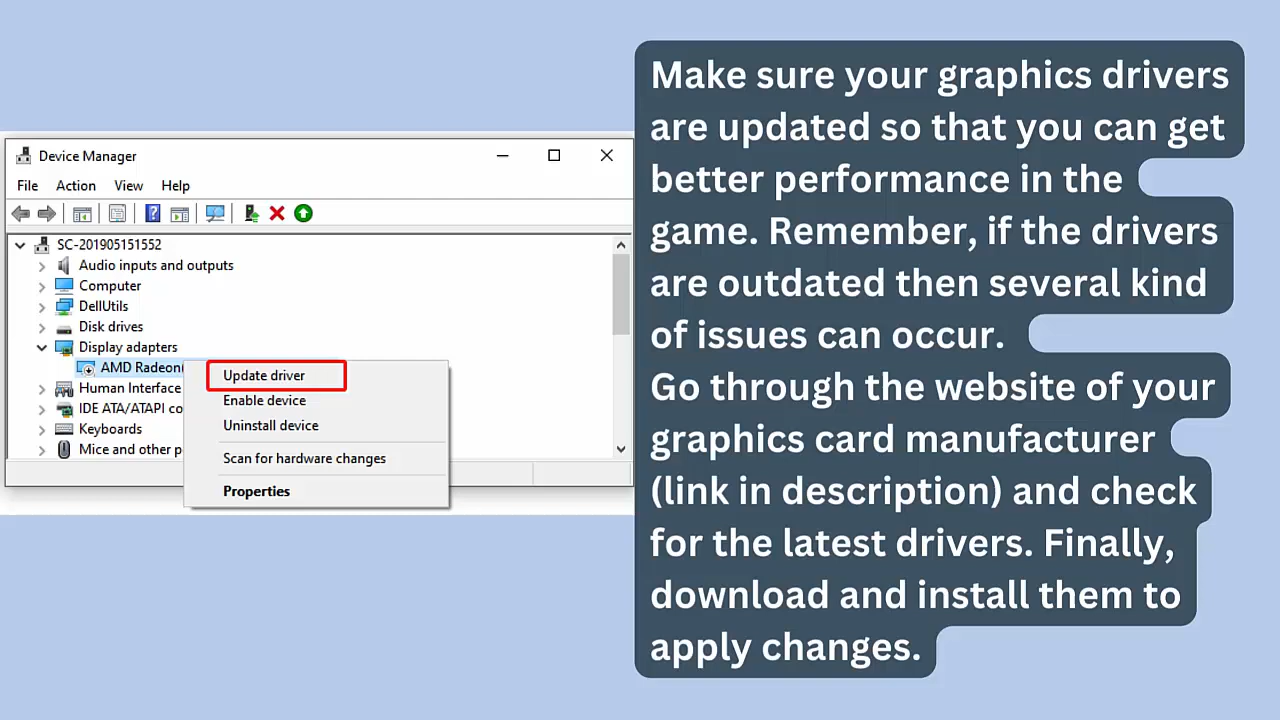 Device Manager
File Action View Help
SC-201905151552
Audio inputs and outputs
Computer
DellUtils
Disk drives
Display adapters
AMD Radeon
Human Interface
IDE ATA/ATAPI co
Keyboards
Mice and other p
Update driver
Enable device
Uninstall device
Scan for hardware changes
Properties
Make sure your graphics drivers
are updated so that you can get
better performance in the
game. Remember, if the drivers
are outdated then several kind
of issues can occur.
Go through the website of your
graphics card manufacturer
(link in description) and check
for the latest drivers. Finally,
download and install them to
apply changes.